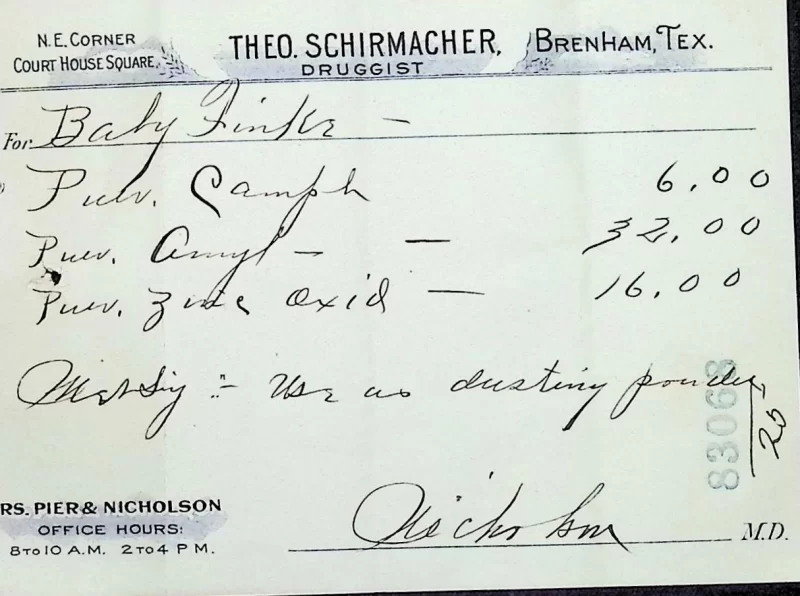 N.E. CORNER
COURT HOUSE SQUARE.
THEO. SCHIRMACHER,
DRUGGIST
BRENHAM, TEX.
For Baby Finke —
Pulv. Camph 6.00
Pulv. Amyl — — 32.00
Pulv. Zinc Oxid — 16.00
M et Sig :- Use as dusting powder
25
83068
RS. PIER & NICHOLSON
OFFICE HOURS:
8 TO 10 A.M. 2 TO 4 P.M.
Nicholson M.D.